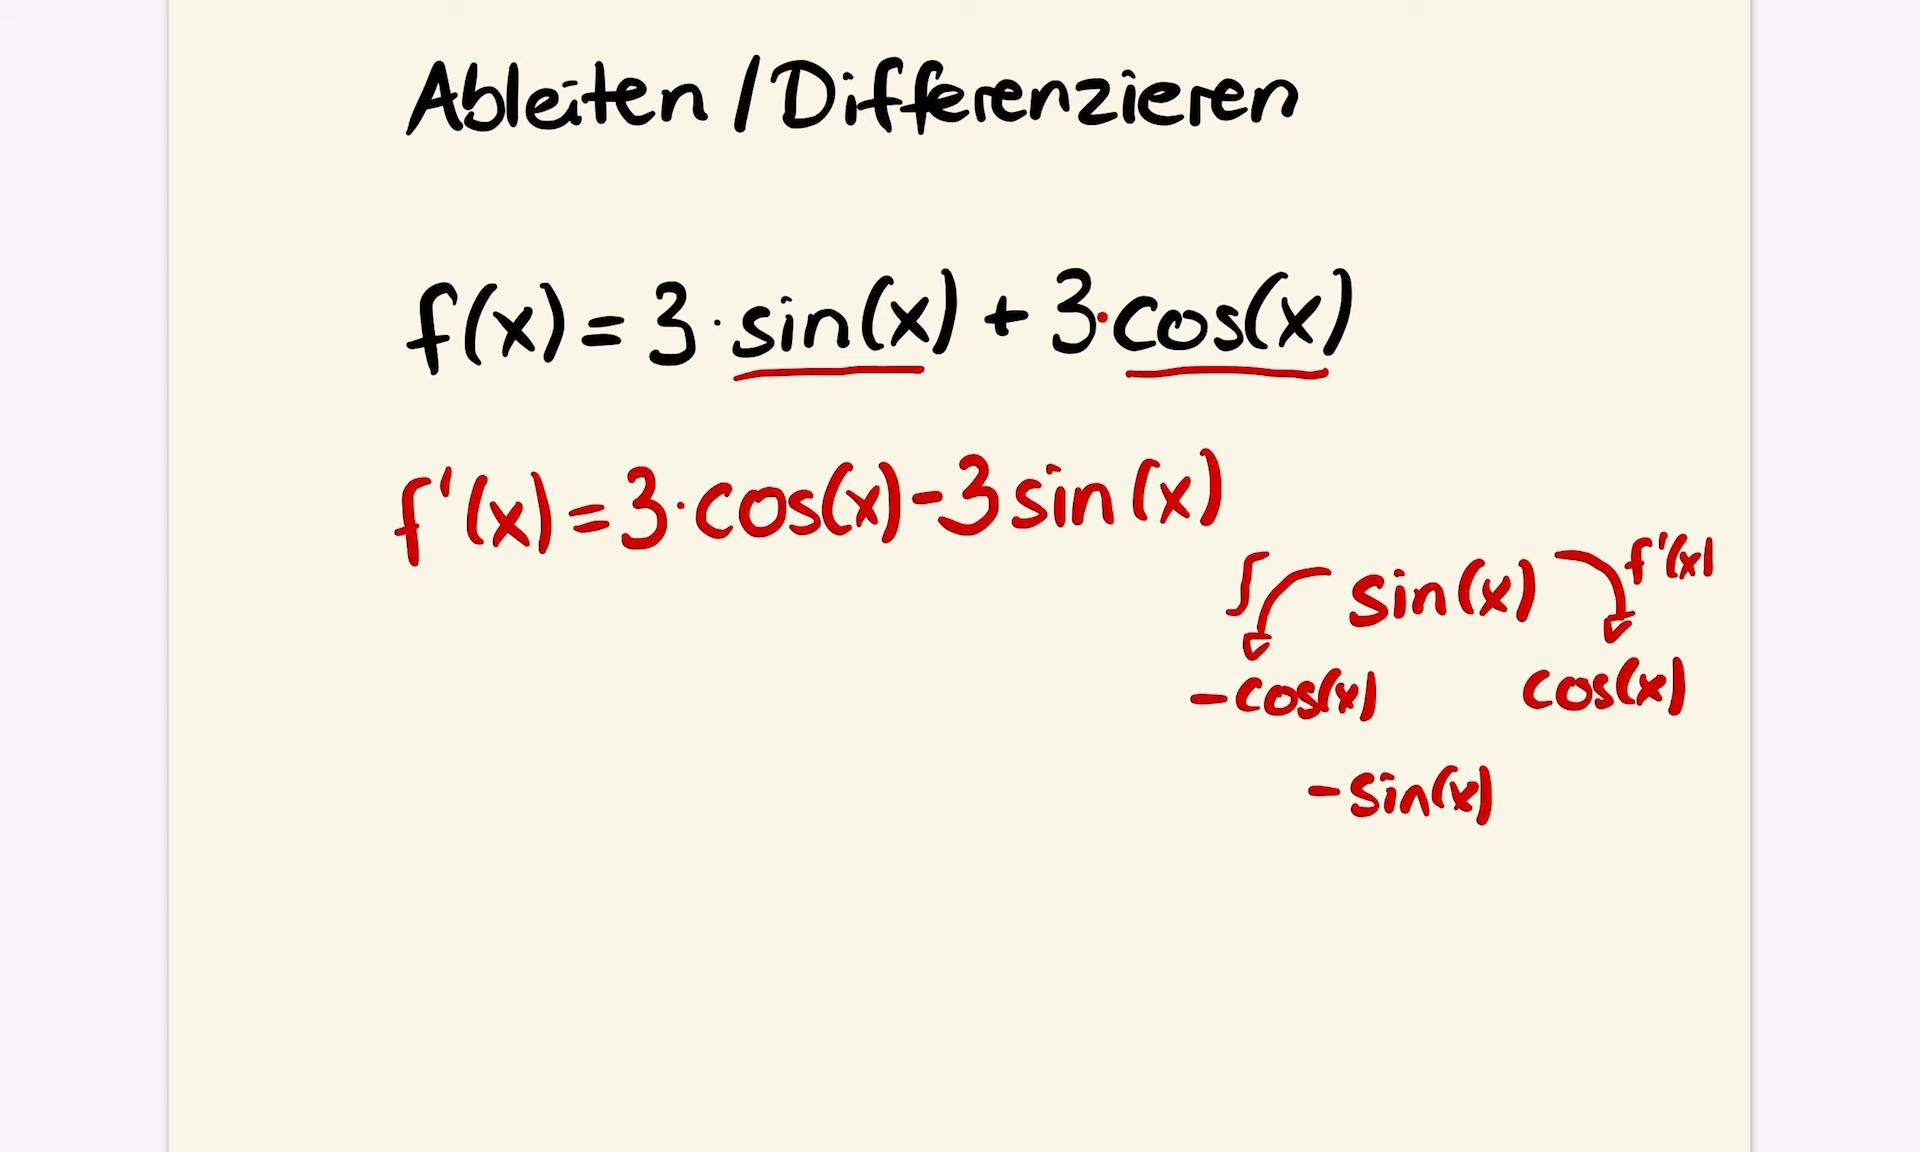 Ableiten / Differenzieren
f(x) = 3 · sin(x) + 3 · cos(x)
f'(x) = 3 · cos(x) - 3 sin(x)
∫ sin(x) f'(x)
- cos(x) cos(x)
- sin(x)